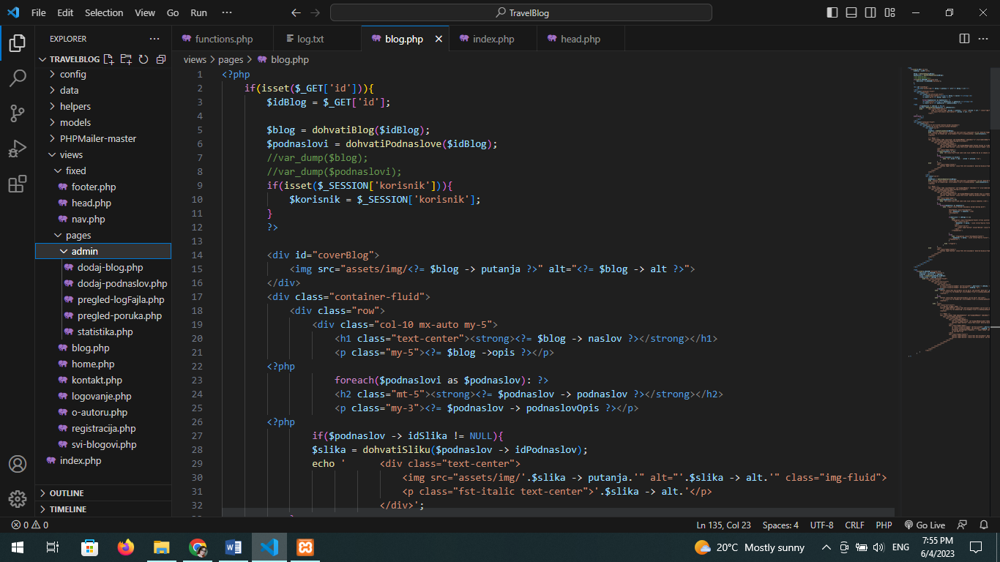 File Edit Selection View Go Run ··· TravelBlog
EXPLORER ···
TRAVELBLOG
config
data
helpers
models
PHPMailer-master
views
fixed
footer.php
head.php
nav.php
pages
admin
dodaj-blog.php
dodaj-podnaslov.php
pregled-logFajla.php
pregled-poruka.php
statistika.php
blog.php
home.php
kontakt.php
logovanje.php
o-autoru.php
registracija.php
svi-blogovi.php
index.php
OUTLINE
TIMELINE
functions.php log.txt blog.php index.php head.php
views > pages > blog.php
1 <?php
2 if(isset($_GET['id'])){
3 $idBlog = $_GET['id'];
4
5 $blog = dohvatiBlog($idBlog);
6 $podnaslovi = dohvatiPodnaslove($idBlog);
7 //var_dump($blog);
8 //var_dump($podnaslovi);
9 if(isset($_SESSION['korisnik'])){
10 $korisnik = $_SESSION['korisnik'];
11 }
12 ?>
13
14 <div id="coverBlog">
15 <img src="assets/img/<?= $blog -> putanja ?>" alt="<?= $blog -> alt ?>">
16 </div>
17 <div class="container-fluid">
18 <div class="row">
19 <div class="col-10 mx-auto my-5">
20 <h1 class="text-center"><strong><?= $blog -> naslov ?></strong></h1>
21 <p class="my-5"><?= $blog ->opis ?></p>
22 <?php
23 foreach($podnaslovi as $podnaslov): ?>
24 <h2 class="mt-5"><strong><?= $podnaslov -> podnaslov ?></strong></h2>
25 <p class="my-3"><?= $podnaslov -> podnaslovOpis ?></p>
26 <?php
27 if($podnaslov -> idSlika != NULL){
28 $slika = dohvatiSliku($podnaslov -> idPodnaslov);
29 echo ' <div class="text-center">
30 <img src="assets/img/'.$slika -> putanja.'" alt="'.$slika -> alt.'" class="img-fluid">
31 <p class="fst-italic text-center">'.$slika -> alt.'</p>
32 </div>';
0 0 Ln 135, Col 23 Spaces: 4 UTF-8 CRLF PHP Go Live
20°C Mostly sunny ENG 7:55 PM
6/4/2023